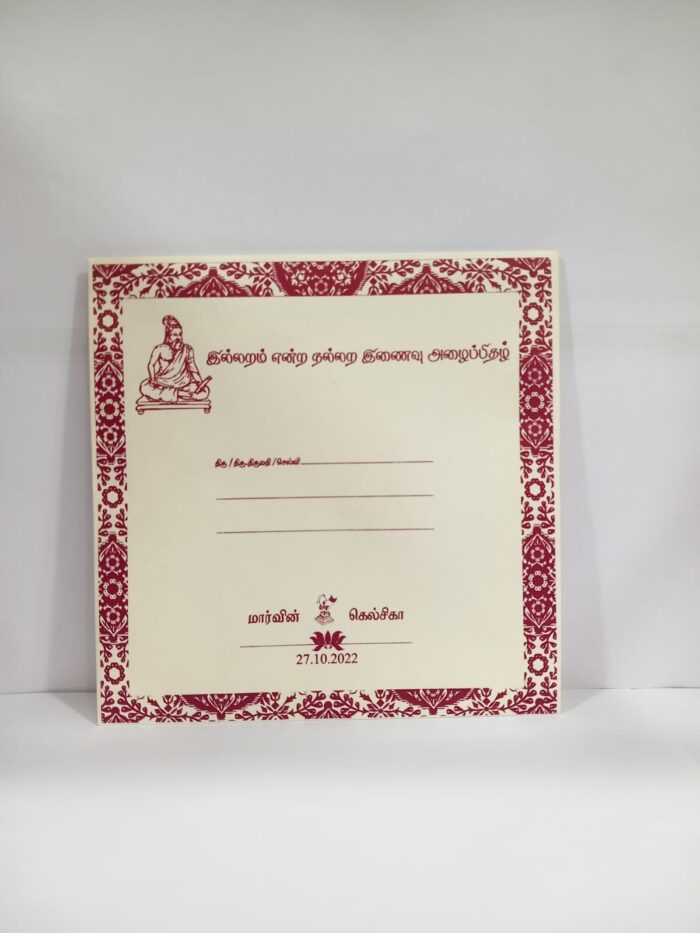 இல்லறம் என்ற நல்லற இணைவு அழைப்பிதழ்
திரு / திரு-திருமதி / செல்வி
மார்வின் கெல்சிகா
27.10.2022